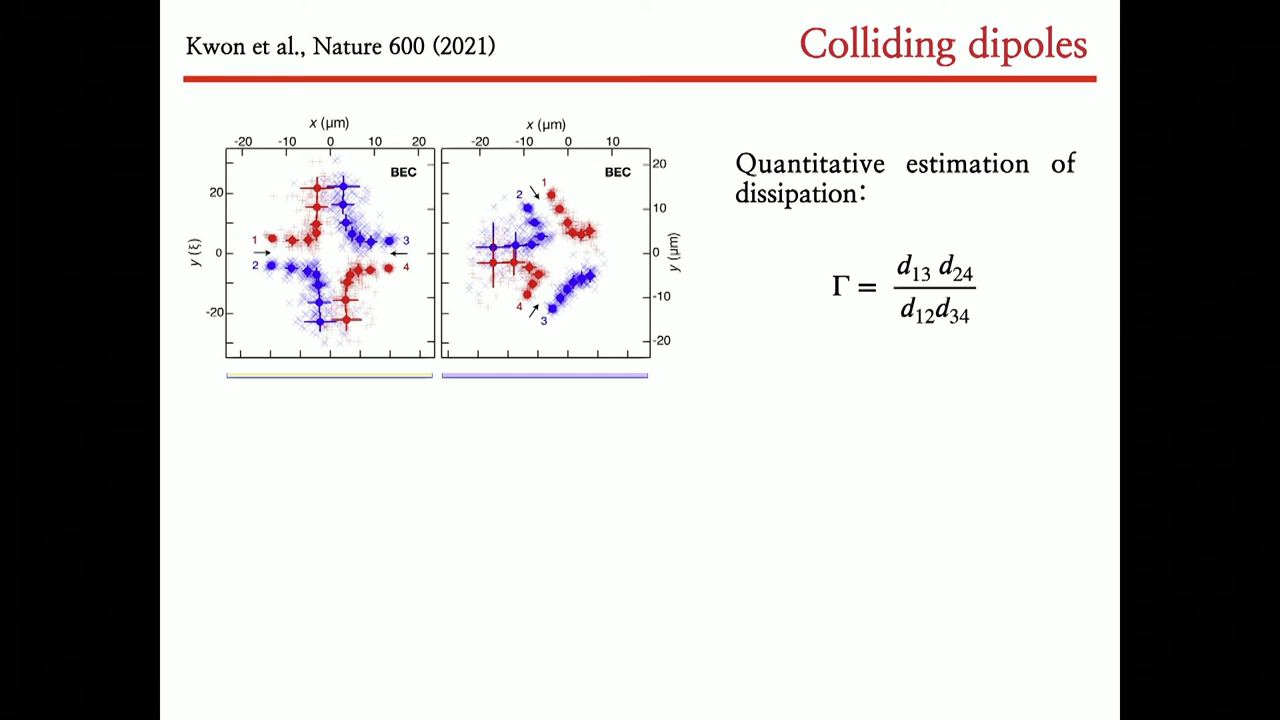 Kwon et al., Nature 600 (2021)
Colliding dipoles
x (μm)
-20 -10 0 10 20
BEC
y (ξ)
20
0
-20
1
2
3
4
x (μm)
-20 -10 0 10
BEC
20
10
0
-10
-20
y (μm)
1
2
4
3
Quantitative estimation of
dissipation:
Γ = d13 d24 / d12d34